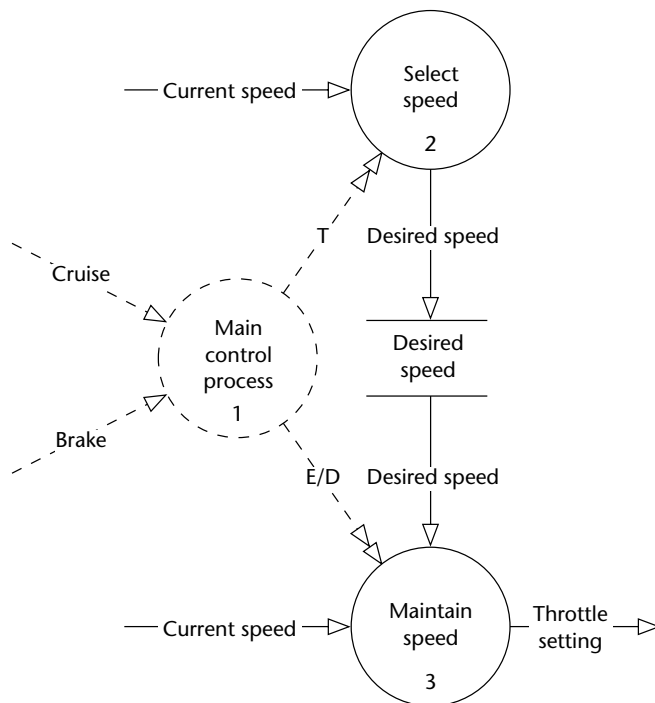 Select
speed
2
Current speed
T
Desired speed
Cruise
Main
control
process
1
Desired
speed
Brake
E/D
Desired speed
Maintain
speed
3
Current speed
Throttle
setting